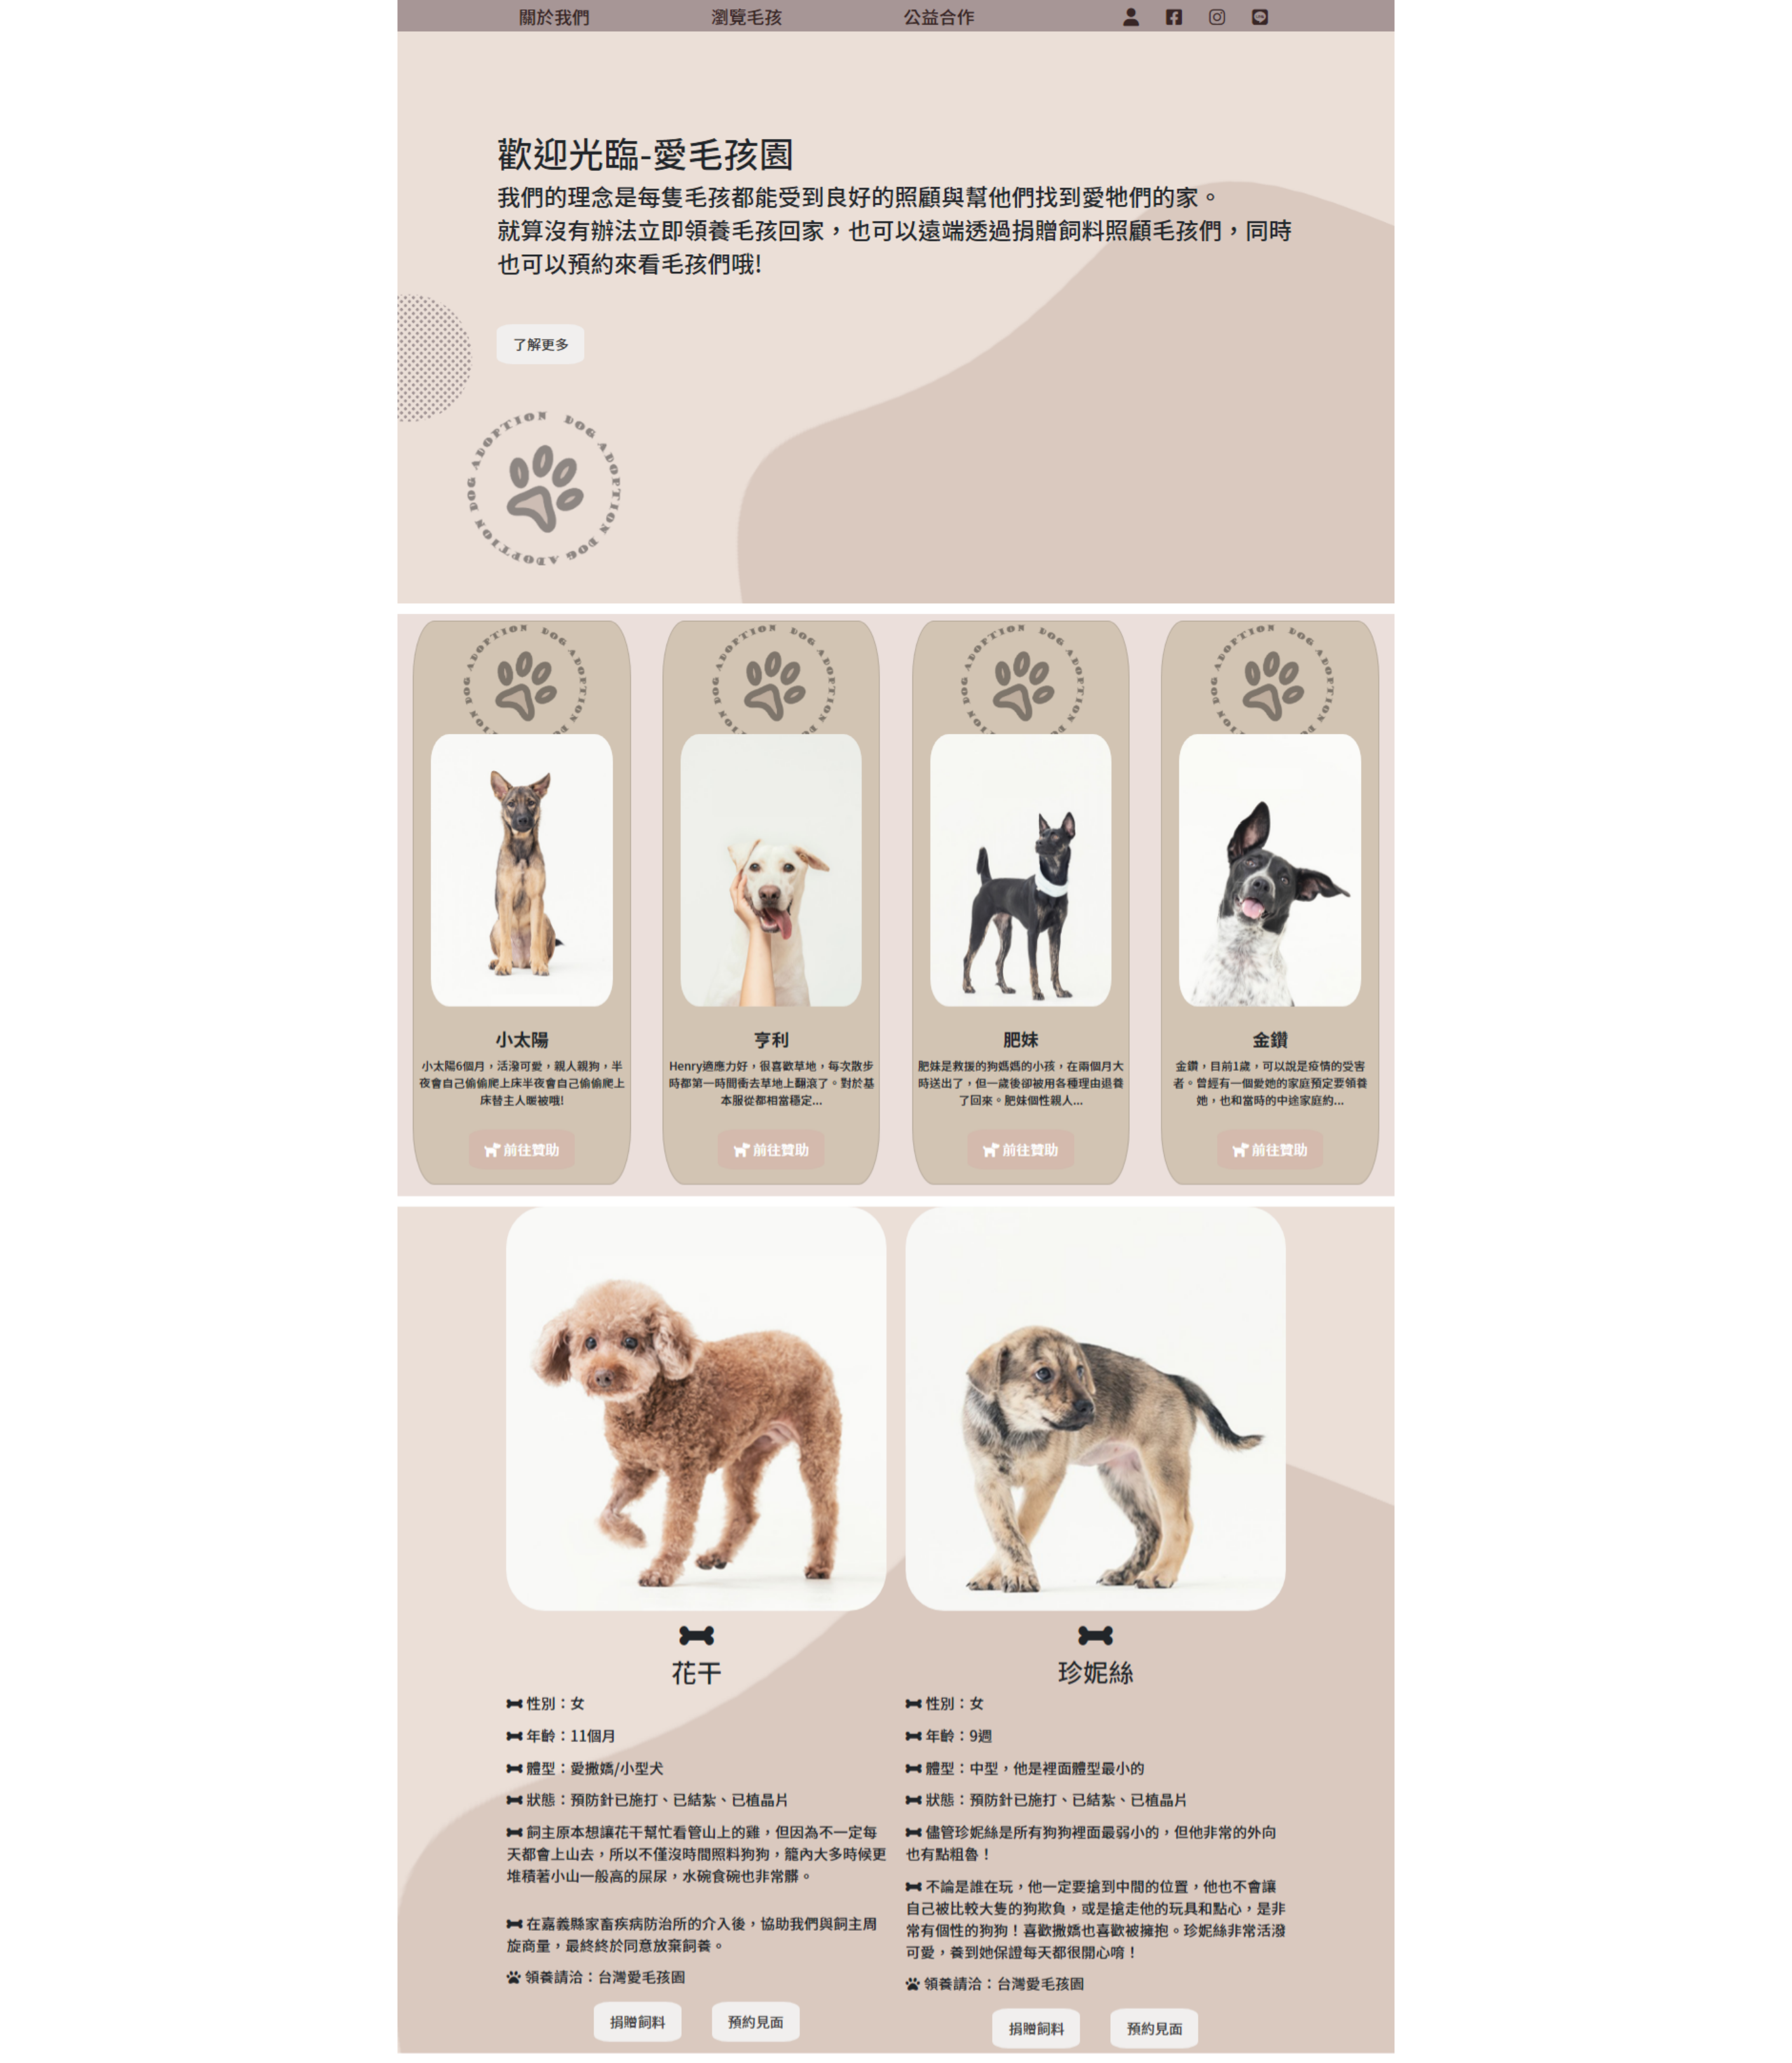 關於我們 瀏覽毛孩 公益合作
歡迎光臨-愛毛孩園
我們的理念是每隻毛孩都能受到良好的照顧與幫他們找到愛牠們的家。
就算沒有辦法立即領養毛孩回家，也可以遠端透過捐贈飼料照顧毛孩們，同時
也可以預約來看毛孩們哦!
了解更多
DOG ADOPTION DOG ADOPTION DOG ADOPTION
DOG ADOPTION DOG ADOPTION
小太陽
小太陽6個月，活潑可愛，親人親狗，半
夜會自己偷偷爬上床半夜會自己偷偷爬上
床替主人暖被哦!
前往贊助
DOG ADOPTION DOG ADOPTION
亨利
Henry適應力好，很喜歡草地，每次散步
時都第一時間衝去草地上翻滾了。對於基
本服從都相當穩定...
前往贊助
DOG ADOPTION DOG ADOPTION
肥妹
肥妹是救援的狗媽媽的小孩，在兩個月大
時送出了，但一歲後卻被用各種理由退養
了回來。肥妹個性親人...
前往贊助
DOG ADOPTION DOG ADOPTION
金鑽
金鑽，目前1歲，可以說是疫情的受害
者。曾經有一個愛她的家庭預定要領養
她，也和當時的中途家庭約...
前往贊助
花干
性別：女
年齡：11個月
體型：愛撒嬌/小型犬
狀態：預防針已施打、已結紮、已植晶片
飼主原本想讓花干幫忙看管山上的雞，但因為不一定每
天都會上山去，所以不僅沒時間照料狗狗，籠內大多時候更
堆積著小山一般高的屎尿，水碗食碗也非常髒。
在嘉義縣家畜疾病防治所的介入後，協助我們與飼主周
旋商量，最終終於同意放棄飼養。
領養請洽：台灣愛毛孩園
捐贈飼料 預約見面
珍妮絲
性別：女
年齡：9週
體型：中型，他是裡面體型最小的
狀態：預防針已施打、已結紮、已植晶片
儘管珍妮絲是所有狗狗裡面最弱小的，但他非常的外向
也有點粗魯！
不論是誰在玩，他一定要搶到中間的位置，他也不會讓
自己被比較大隻的狗欺負，或是搶走他的玩具和點心，是非
常有個性的狗狗！喜歡撒嬌也喜歡被擁抱。珍妮絲非常活潑
可愛，養到她保證每天都很開心唷！
領養請洽：台灣愛毛孩園
捐贈飼料 預約見面